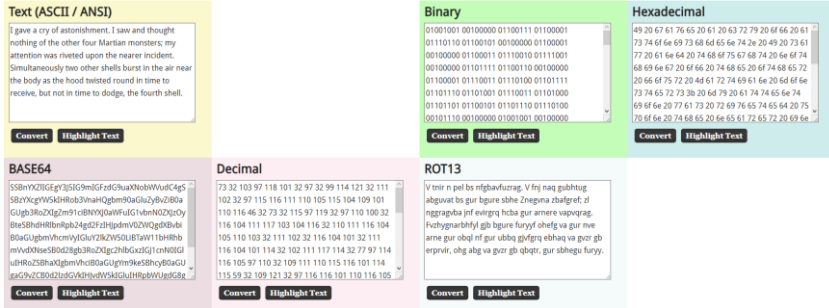 Text (ASCII / ANSI)
I gave a cry of astonishment. I saw and thought
nothing of the other four Martian monsters; my
attention was riveted upon the nearer incident.
Simultaneously two other shells burst in the air near
the body as the hood twisted round in time to
receive, but not in time to dodge, the fourth shell.
Convert Highlight Text
Binary
01001001 00100000 01100111 01100001
01110110 01100101 00100000 01100001
00100000 01100011 01110010 01111001
00100000 01101111 01100110 00100000
01100001 01110011 01110100 01101111
01101110 01101001 01110011 01101000
01101101 01100101 01101110 01110100
00101110 00100000 01001001 00100000
Convert Highlight Text
Hexadecimal
49 20 67 61 76 65 20 61 20 63 72 79 20 6f 66 20 61
73 74 6f 6e 69 73 68 6d 65 6e 74 2e 20 49 20 73 61
77 20 61 6e 64 20 74 68 6f 75 67 68 74 20 6e 6f 74
68 69 6e 67 20 6f 66 20 74 68 65 20 6f 74 68 65 72
20 66 6f 75 72 20 4d 61 72 74 69 61 6e 20 6d 6f 6e
73 74 65 72 73 3b 20 6d 79 20 61 74 74 65 6e 74
69 6f 6e 20 77 61 73 20 72 69 76 65 74 65 64 20 75
70 6f 6e 20 74 68 65 20 6e 65 61 72 65 72 20 69 6e
Convert Highlight Text
BASE64
SSBnYXZlIGEgY3J5IG9mIGFzdG9uaXNobWVudC4gS
SBzYXcgYW5kIHRob3VnaHQgbm90aGluZyBvZiB0a
GUgb3RoZXIgZm91ciBNYXJ0aWFuIG1vbnN0ZXJzOy
BteSBhdHRlbnRpb24gd2FzIHJpdmV0ZWQgdXBvbi
B0aGUgbmVhcmVyIGluY2lkZW50LiBTaW11bHRhb
mVvdXNseSB0d28gb3RoZXIgc2hlbGxzIGJ1cnN0IGl
uIHRoZSBhaXIgbmVhciB0aGUgYm9keSBhcyB0aGU
gaG9vZCB0d2lzdGVkIHJvdW5kIGluIHRpbWUgdG8g
Convert Highlight Text
Decimal
73 32 103 97 118 101 32 97 32 99 114 121 32 111
102 32 97 115 116 111 110 105 115 104 109 101
110 116 46 32 73 32 115 97 119 32 97 110 100 32
116 104 111 117 103 104 116 32 110 111 116 104
105 110 103 32 111 102 32 116 104 101 32 111
116 104 101 114 32 102 111 117 114 32 77 97 114
116 105 97 110 32 109 111 110 115 116 101 114
115 59 32 109 121 32 97 116 116 101 110 116 105
Convert Highlight Text
ROT13
V tnir n pel bs nfgbavfuzrag. V fnj naq gubhtug
abguvat bs gur bgure sbhe Znegvna zbafgref; zl
nggragvba jnf evirgrq hcba gur arnere vapvqrag.
Fvzhygnarbhfyl gjb bgure furyyf ohefg va gur nve
arne gur obql nf gur ubbq gjvfgrq ebhaq va gvzr gb
erprvir, ohg abg va gvzr gb qbqtr, gur sbhegu furyy.
Convert Highlight Text